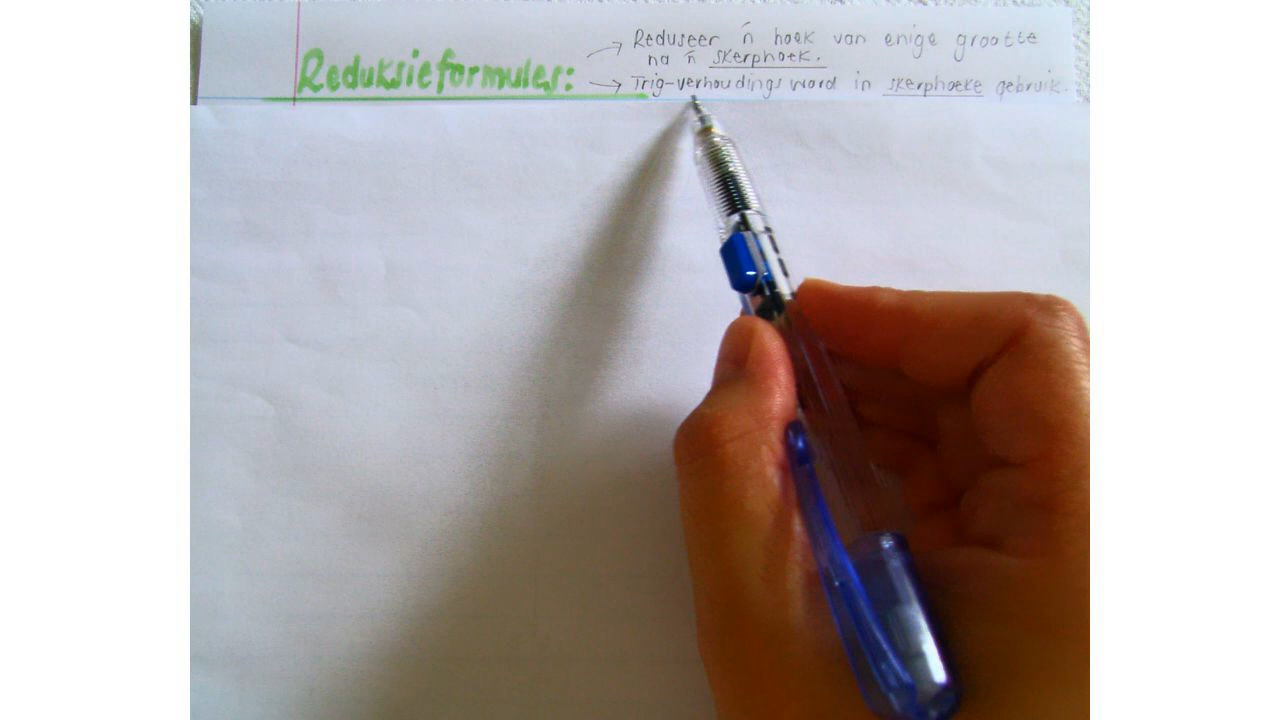 Reduksieformules:
→ Reduseer 'n hoek van enige grootte
na 'n skerphoek.
→ Trig-verhoudings word in skerphoeke gebruik.